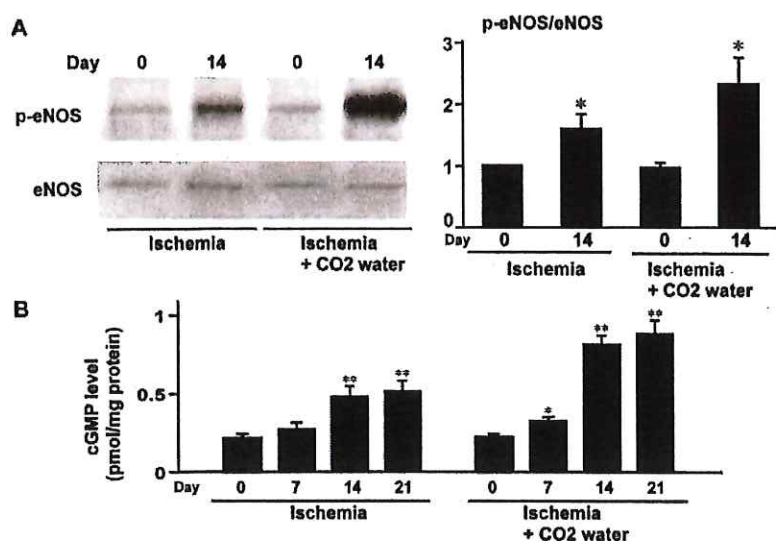 A
Day 0 14 0 14
p-eNOS
eNOS
Ischemia Ischemia
+ CO2 water
p-eNOS/eNOS
3
2
1
0
* *
Day 0 14 0 14
Ischemia Ischemia
+ CO2 water
B
cGMP level
(pmol/mg protein)
1
0.5
0
** ** * ** **
Day 0 7 14 21 0 7 14 21
Ischemia Ischemia
+ CO2 water